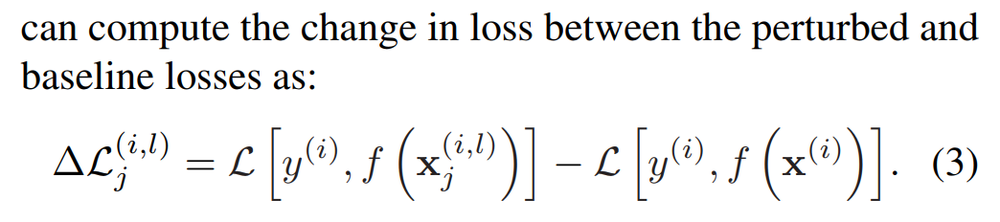 can compute the change in loss between the perturbed and
baseline losses as:
$\Delta\mathcal{L}_j^{(i,l)} = \mathcal{L}\left[y^{(i)}, f\left(\mathbf{x}_j^{(i,l)}\right)\right] - \mathcal{L}\left[y^{(i)}, f\left(\mathbf{x}^{(i)}\right)\right].$ (3)